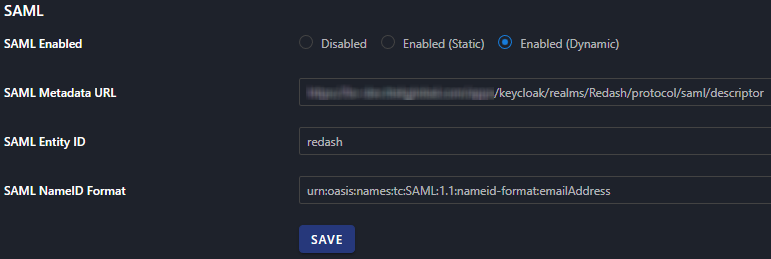 SAML
SAML Enabled Disabled Enabled (Static) Enabled (Dynamic)
SAML Metadata URL /keycloak/realms/Redash/protocol/saml/descriptor
SAML Entity ID redash
SAML NameID Format urn:oasis:names:tc:SAML:1.1:nameid-format:emailAddress
SAVE